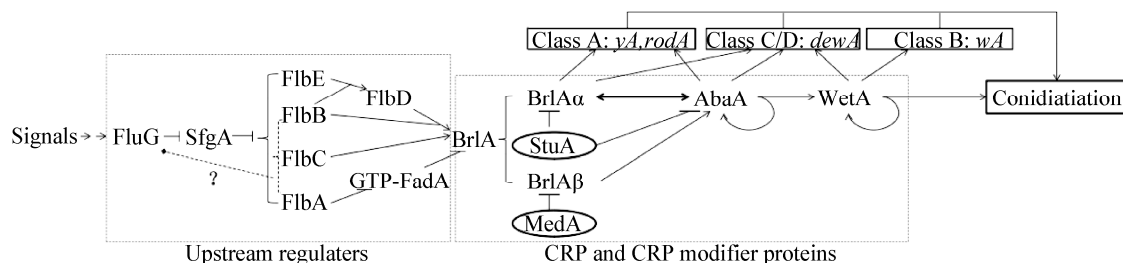 Class A: yA,rodA
Class C/D: dewA
Class B: wA
Signals
FluG
SfgA
FlbE
FlbB
FlbC
FlbA
FlbD
GTP-FadA
?
BrlA
BrlAα
StuA
BrlAβ
MedA
AbaA
WetA
Conidiatiation
Upstream regulaters
CRP and CRP modifier proteins